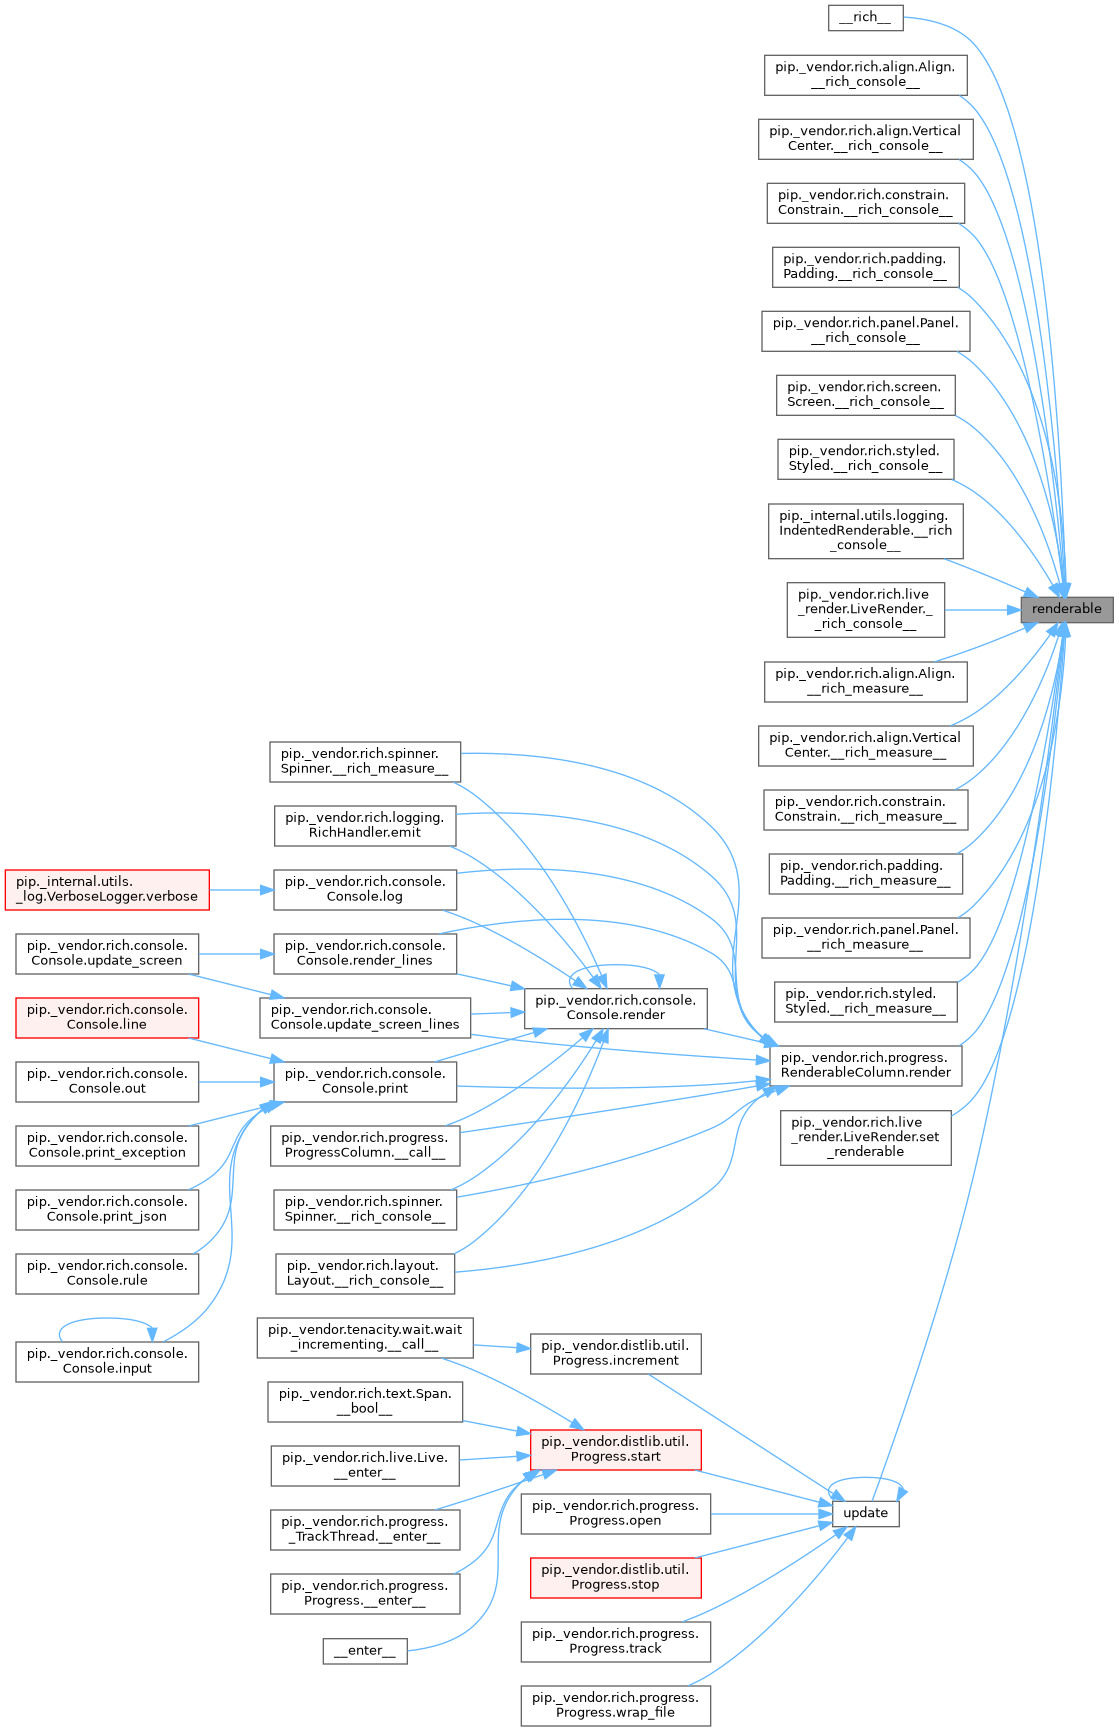 __rich__
pip._vendor.rich.align.Align.
__rich_console__
pip._vendor.rich.align.Vertical
Center.__rich_console__
pip._vendor.rich.constrain.
Constrain.__rich_console__
pip._vendor.rich.padding.
Padding.__rich_console__
pip._vendor.rich.panel.Panel.
__rich_console__
pip._vendor.rich.screen.
Screen.__rich_console__
pip._vendor.rich.styled.
Styled.__rich_console__
pip._internal.utils.logging.
IndentedRenderable.__rich
_console__
pip._vendor.rich.live
_render.LiveRender._
_rich_console__
renderable
pip._vendor.rich.align.Align.
__rich_measure__
pip._vendor.rich.align.Vertical
Center.__rich_measure__
pip._vendor.rich.constrain.
Constrain.__rich_measure__
pip._vendor.rich.padding.
Padding.__rich_measure__
pip._vendor.rich.panel.Panel.
__rich_measure__
pip._vendor.rich.styled.
Styled.__rich_measure__
pip._vendor.rich.progress.
RenderableColumn.render
pip._vendor.rich.live
_render.LiveRender.set
_renderable
pip._vendor.rich.spinner.
Spinner.__rich_measure__
pip._vendor.rich.logging.
RichHandler.emit
pip._vendor.rich.console.
Console.log
pip._internal.utils.
_log.VerboseLogger.verbose
pip._vendor.rich.console.
Console.render_lines
pip._vendor.rich.console.
Console.update_screen
pip._vendor.rich.console.
Console.render
pip._vendor.rich.console.
Console.update_screen_lines
pip._vendor.rich.console.
Console.line
pip._vendor.rich.console.
Console.print
pip._vendor.rich.console.
Console.out
pip._vendor.rich.console.
Console.print_exception
pip._vendor.rich.progress.
ProgressColumn.__call__
pip._vendor.rich.console.
Console.print_json
pip._vendor.rich.spinner.
Spinner.__rich_console__
pip._vendor.rich.console.
Console.rule
pip._vendor.rich.layout.
Layout.__rich_console__
pip._vendor.rich.console.
Console.input
pip._vendor.tenacity.wait.wait
_incrementing.__call__
pip._vendor.distlib.util.
Progress.increment
pip._vendor.rich.text.Span.
__bool__
pip._vendor.distlib.util.
Progress.start
pip._vendor.rich.live.Live.
__enter__
pip._vendor.rich.progress.
Progress.open
update
pip._vendor.rich.progress.
_TrackThread.__enter__
pip._vendor.distlib.util.
Progress.stop
pip._vendor.rich.progress.
Progress.__enter__
pip._vendor.rich.progress.
Progress.track
__enter__
pip._vendor.rich.progress.
Progress.wrap_file